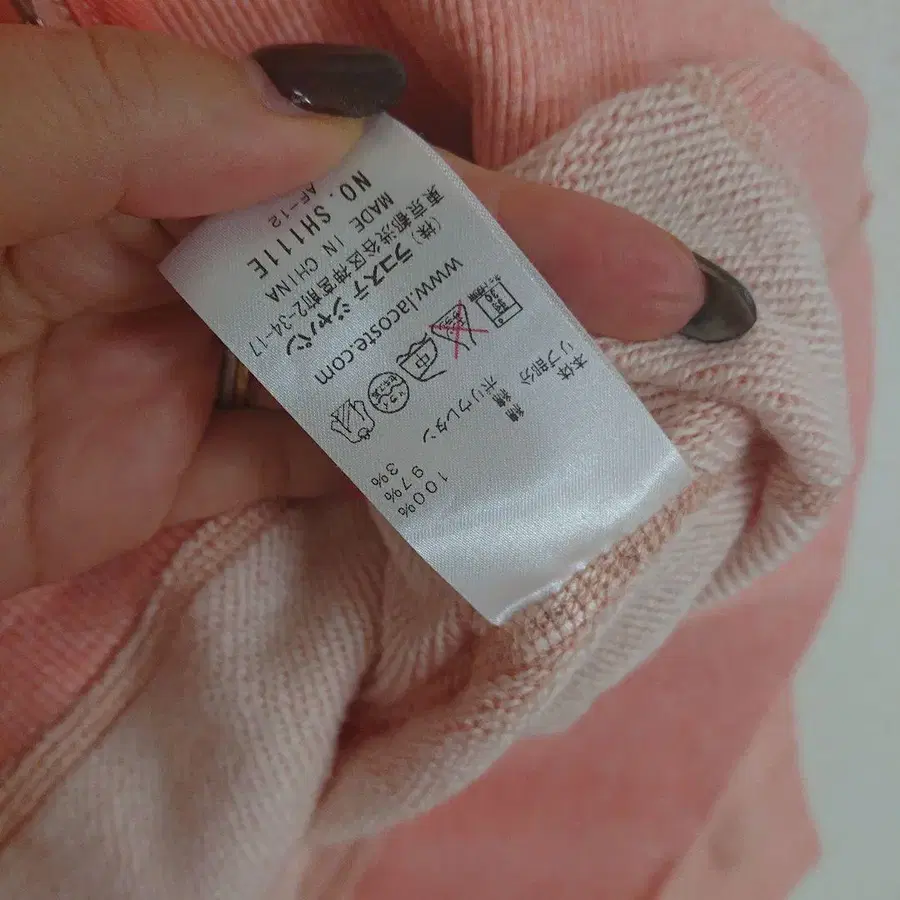 本体 綿 100%
リブ部分 綿 97%
ポリウレタン 3%
www.lacoste.com
(株) ラコステ ジャパン
東京都渋谷区神宮前2-34-17
MADE IN CHINA
NO. SH111E
AF-12